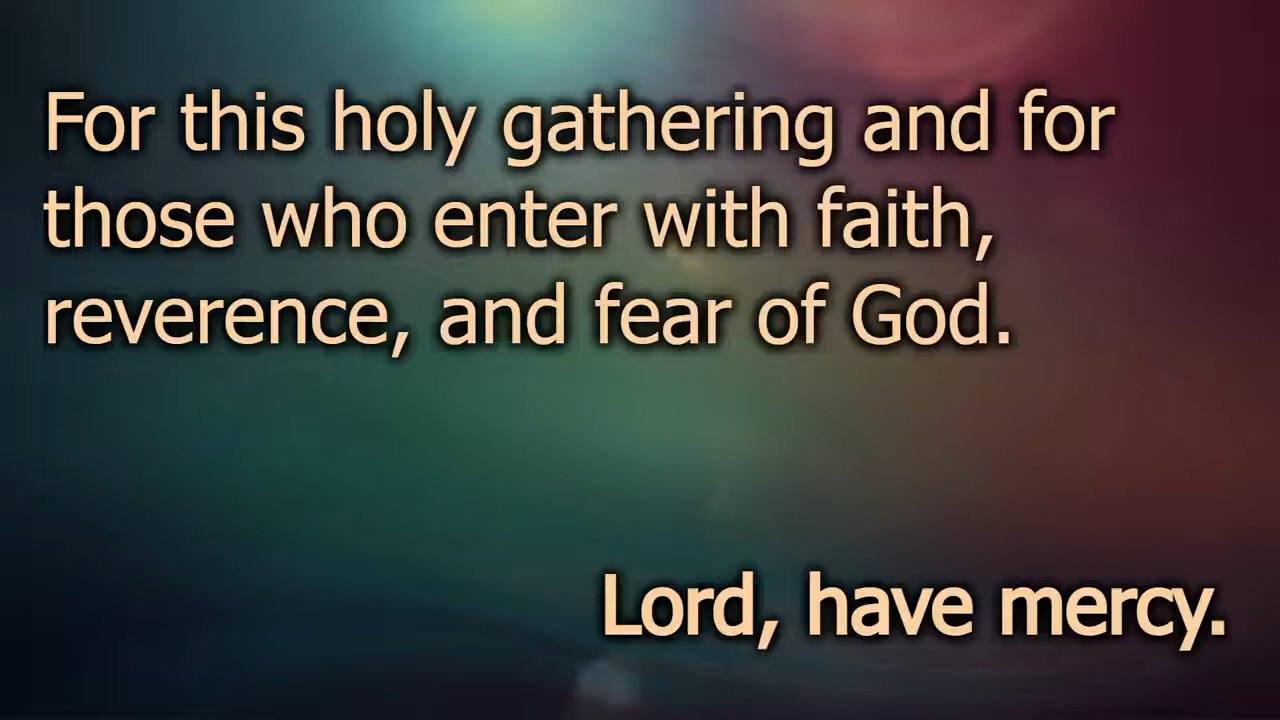 For this holy gathering and for
those who enter with faith,
reverence, and fear of God.
Lord, have mercy.